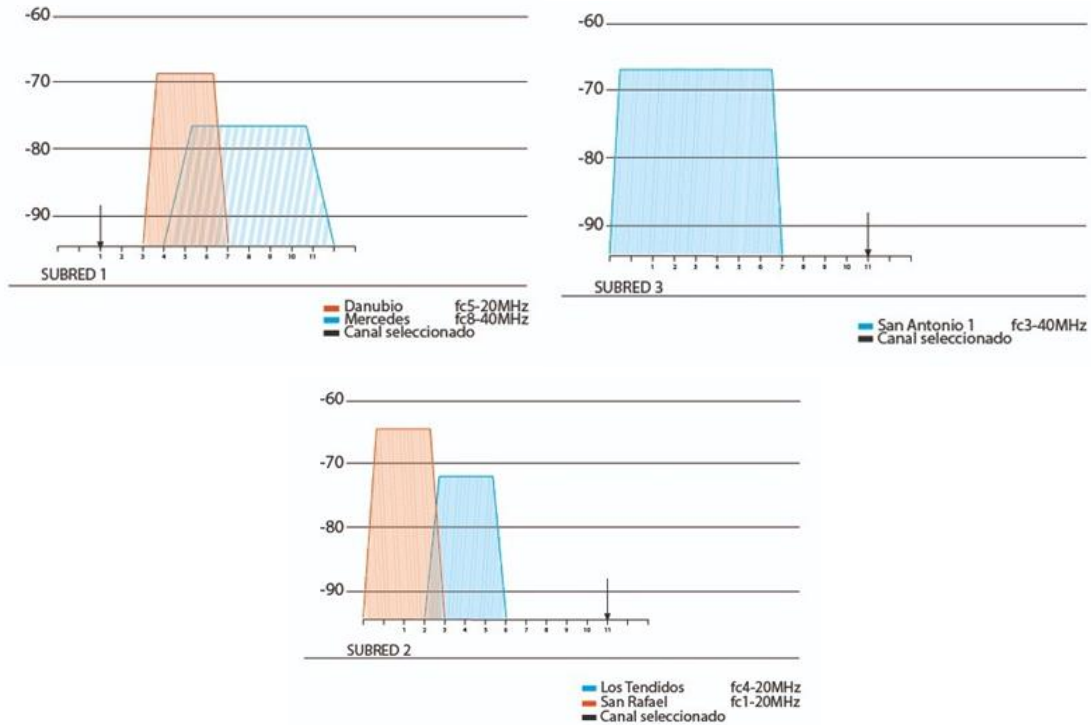 -60
-70
-80
-90
1 2 3 4 5 6 7 8 9 10 11
SUBRED 1
Danubio fc5-20MHz
Mercedes fc8-40MHz
Canal seleccionado
-60
-70
-80
-90
1 2 3 4 5 6 7 8 9 10 11
SUBRED 3
San Antonio 1 fc3-40MHz
Canal seleccionado
-60
-70
-80
-90
1 2 3 4 5 6 7 8 9 10 11
SUBRED 2
Los Tendidos fc4-20MHz
San Rafael fc1-20MHz
Canal seleccionado